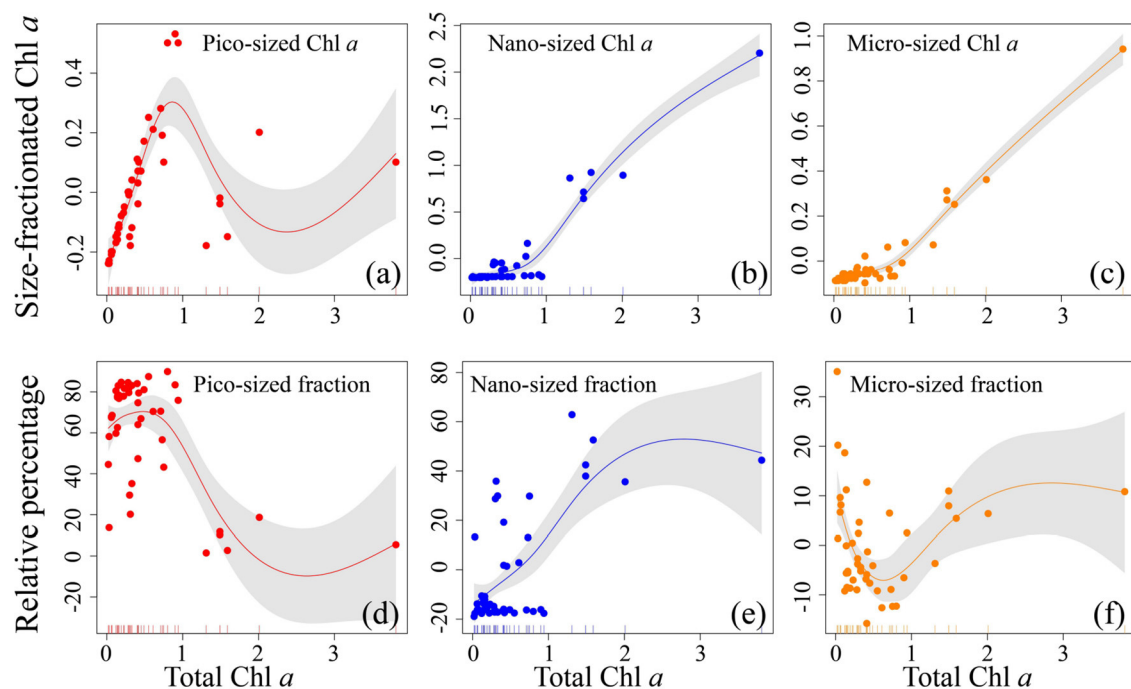 Size-fractionated Chl a
Pico-sized Chl a
0.4
0.2
0.0
-0.2
(a)
0 1 2 3
Nano-sized Chl a
2.5
2.0
1.5
1.0
0.5
0.0
(b)
0 1 2 3
Micro-sized Chl a
1.0
0.8
0.6
0.4
0.2
0.0
(c)
0 1 2 3
Relative percentage
Pico-sized fraction
80
60
40
20
0
-20
(d)
0 1 2 3
Total Chl a
Nano-sized fraction
80
60
40
20
0
-20
(e)
0 1 2 3
Total Chl a
Micro-sized fraction
30
20
10
0
-10
(f)
0 1 2 3
Total Chl a